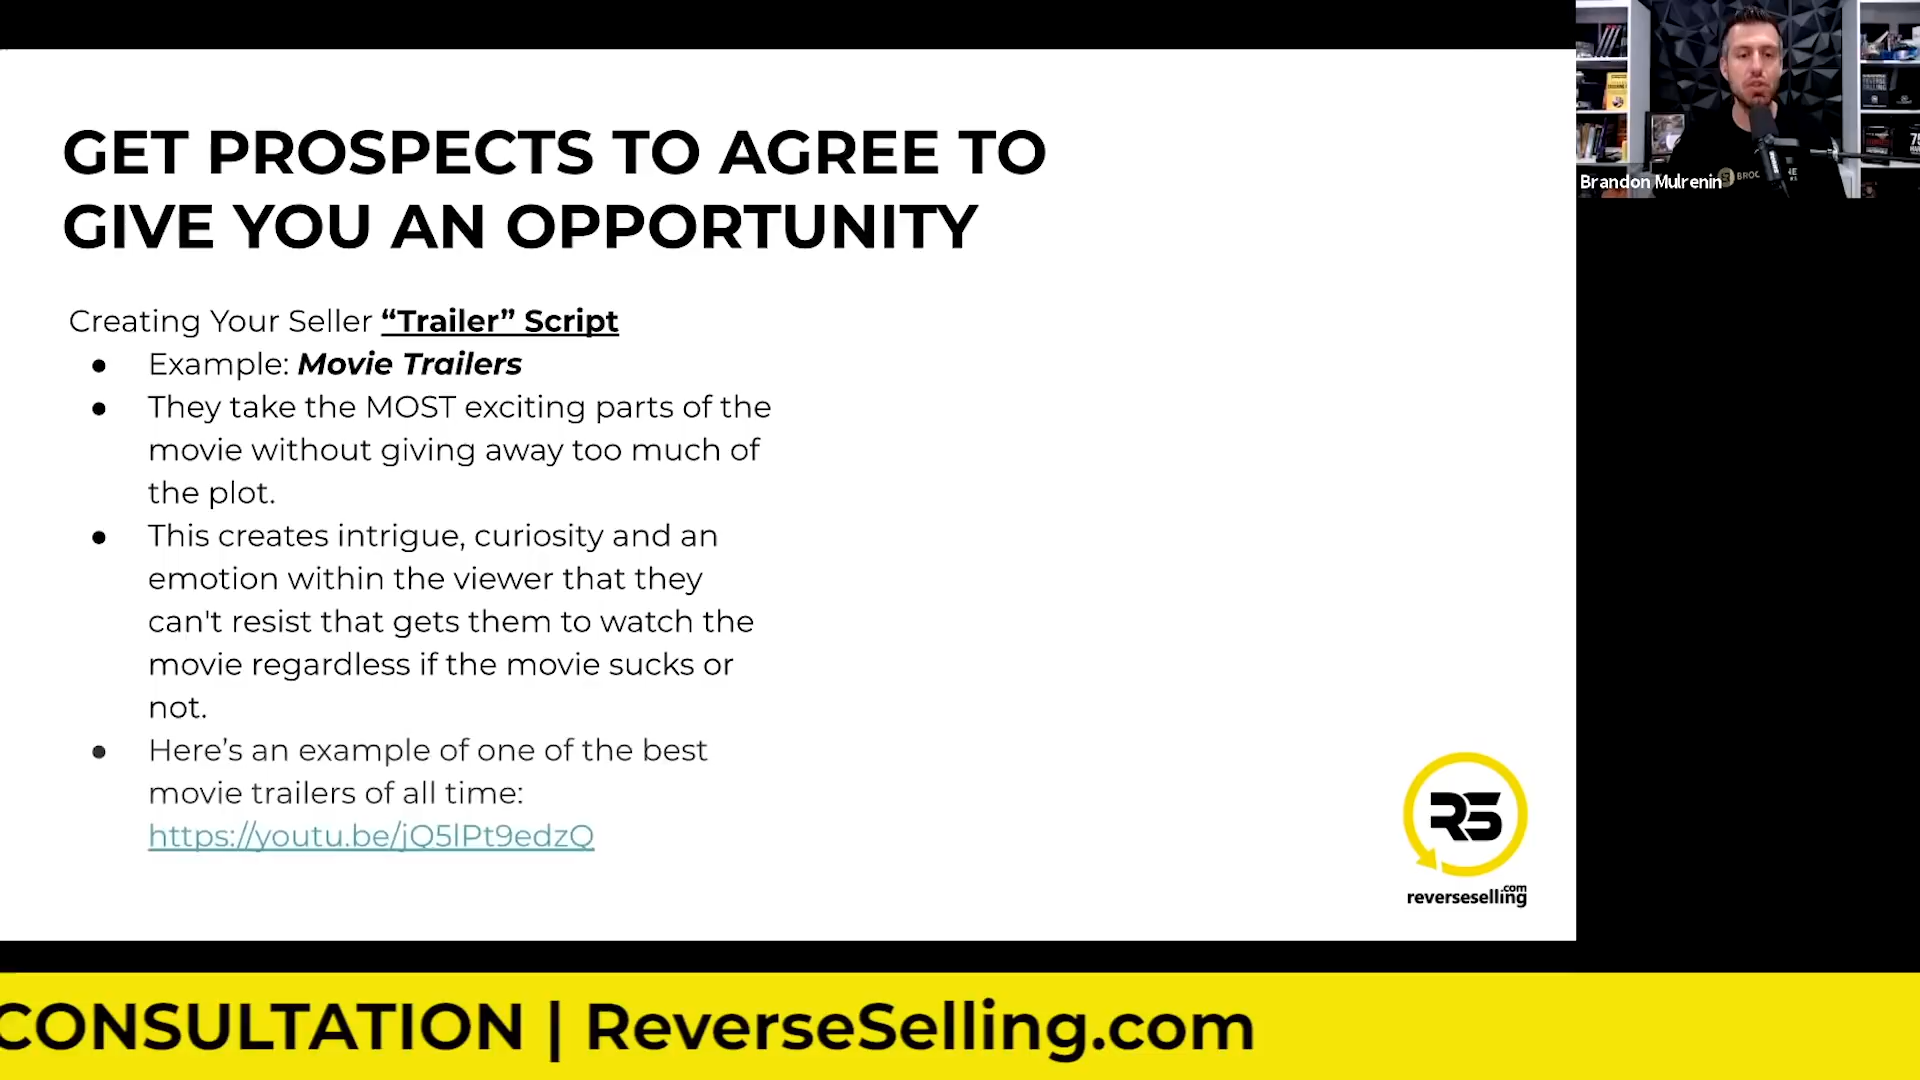 GET PROSPECTS TO AGREE TO
GIVE YOU AN OPPORTUNITY
Creating Your Seller “Trailer” Script
● Example: Movie Trailers
● They take the MOST exciting parts of the
movie without giving away too much of
the plot.
● This creates intrigue, curiosity and an
emotion within the viewer that they
can't resist that gets them to watch the
movie regardless if the movie sucks or
not.
● Here’s an example of one of the best
movie trailers of all time:
https://youtu.be/jQ5lPt9edzQ
RS
reverseselling.com
Brandon Mulrenin
CONSULTATION | ReverseSelling.com